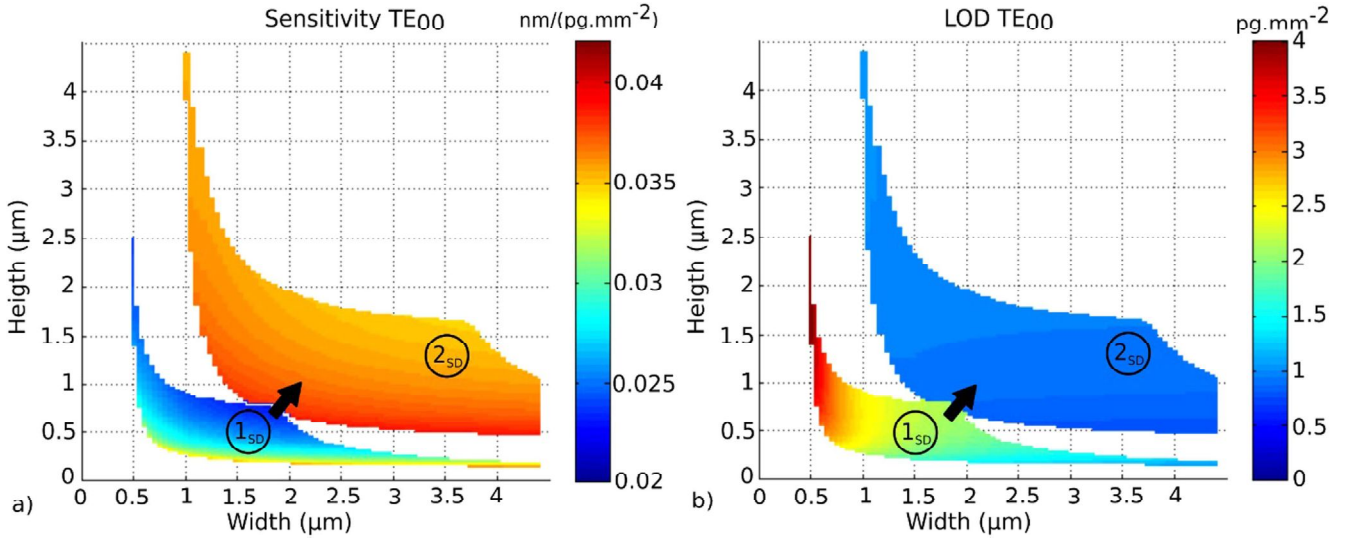 Sensitivity TE00
nm/(pg.mm-2
LOD TE00
pg.mm-2
Heigth (µm)
4
3.5
3
2.5
2
1.5
1
0.5
0
0 0.5 1 1.5 2 2.5 3 3.5 4
Width (µm)
a)
1SD
2SD
0.04
0.035
0.03
0.025
0.02
Heigth (µm)
4
3.5
3
2.5
2
1.5
1
0.5
0
0 0.5 1 1.5 2 2.5 3 3.5 4
Width (µm)
b)
1SD
2SD
4
3.5
3
2.5
2
1.5
1
0.5
0